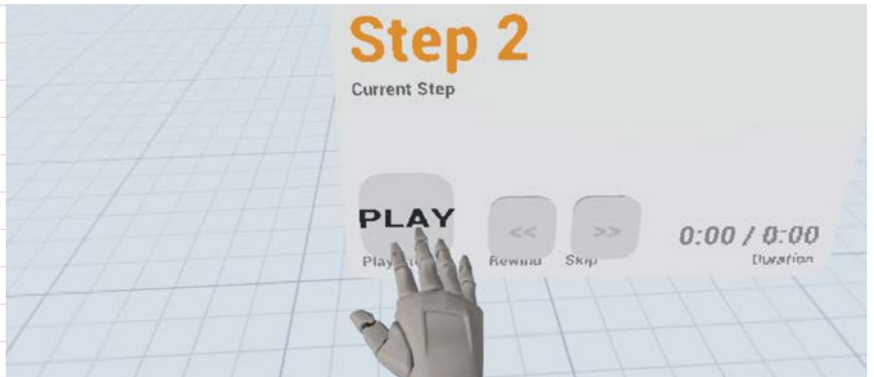 Step 2
Current Step
PLAY
<< >> 0:00 / 0:00
Rewind Skip Duration